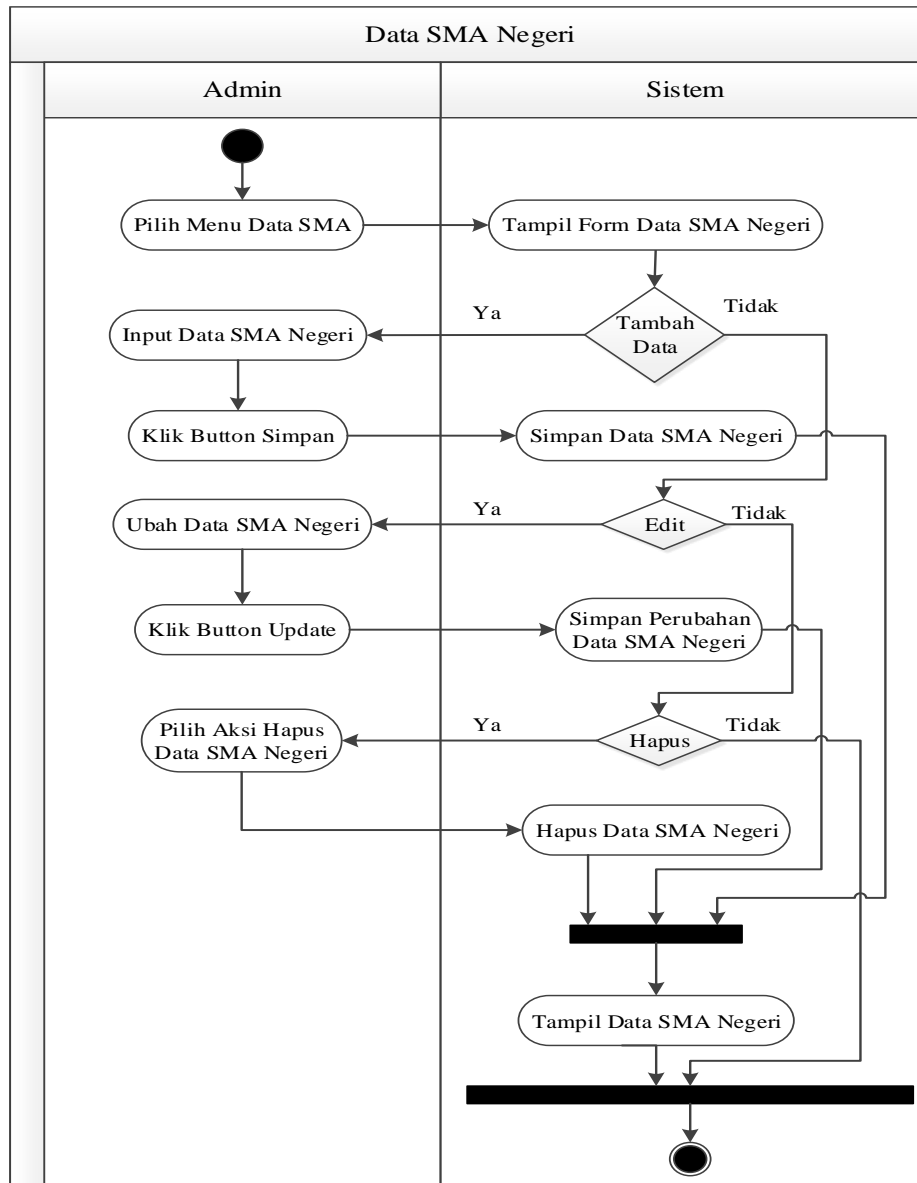 Data SMA Negeri
Admin
Sistem
Pilih Menu Data SMA
Tampil Form Data SMA Negeri
Ya
Tidak
Input Data SMA Negeri
Tambah
Data
Klik Button Simpan
Simpan Data SMA Negeri
Ya
Tidak
Ubah Data SMA Negeri
Edit
Klik Button Update
Simpan Perubahan
Data SMA Negeri
Ya
Tidak
Pilih Aksi Hapus
Data SMA Negeri
Hapus
Hapus Data SMA Negeri
Tampil Data SMA Negeri